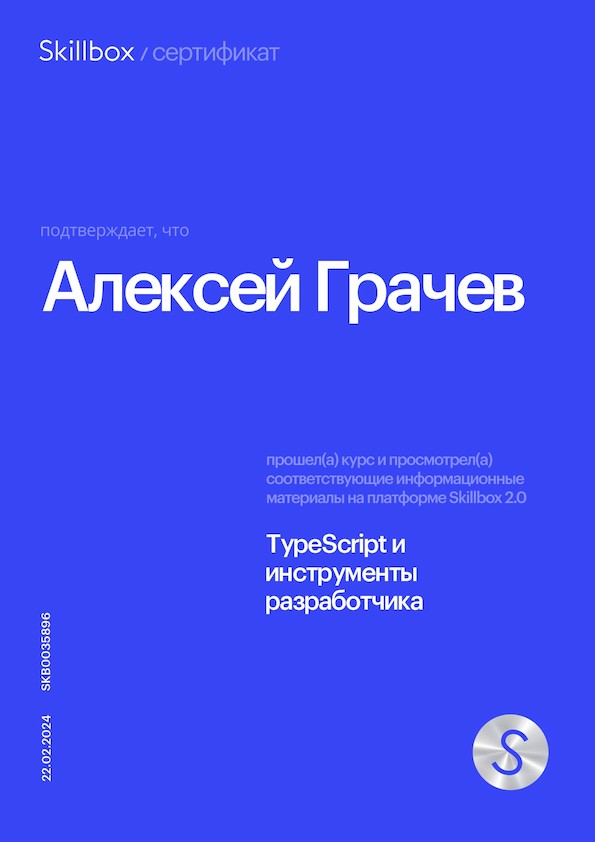 Skillbox / сертификат
подтверждает, что
Алексей Грачев
прошел(а) курс и просмотрел(а)
соответствующие информационные
материалы на платформе Skillbox 2.0
TypeScript и
инструменты
разработчика
SKB0035896
22.02.2024
S